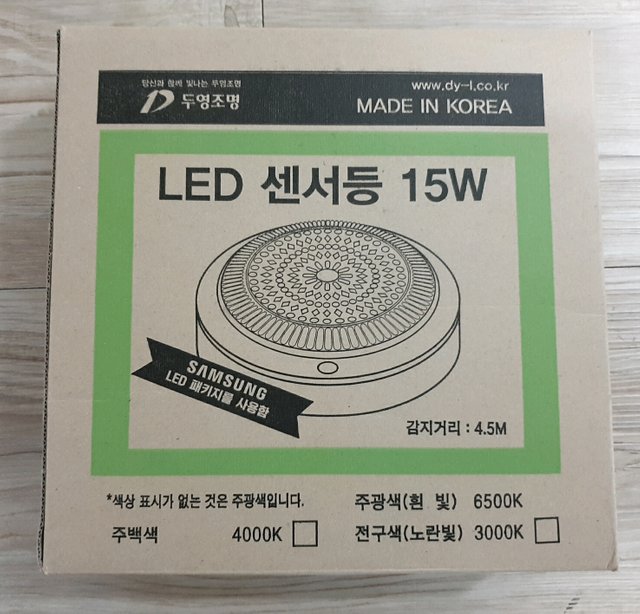 당신과 함께 빛나는 두영조명
두영조명
www.dy-l.co.kr
MADE IN KOREA
LED 센서등 15W
SAMSUNG
LED 패키지를 사용함
감지거리 : 4.5M
*색상 표시가 없는 것은 주광색입니다.
주광색(흰 빛) 6500K
주백색 4000K
전구색(노란빛) 3000K